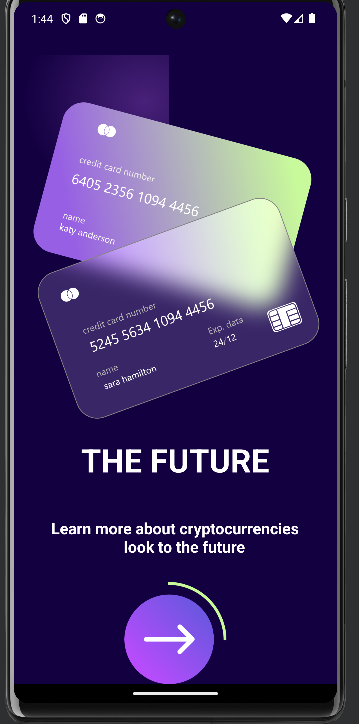 1:44
credit card number
6405 2356 1094 4456
name
katy anderson
credit card number
5245 5634 1094 4456
name
sara hamilton
Exp. data
24/12
THE FUTURE
Learn more about cryptocurrencies
look to the future